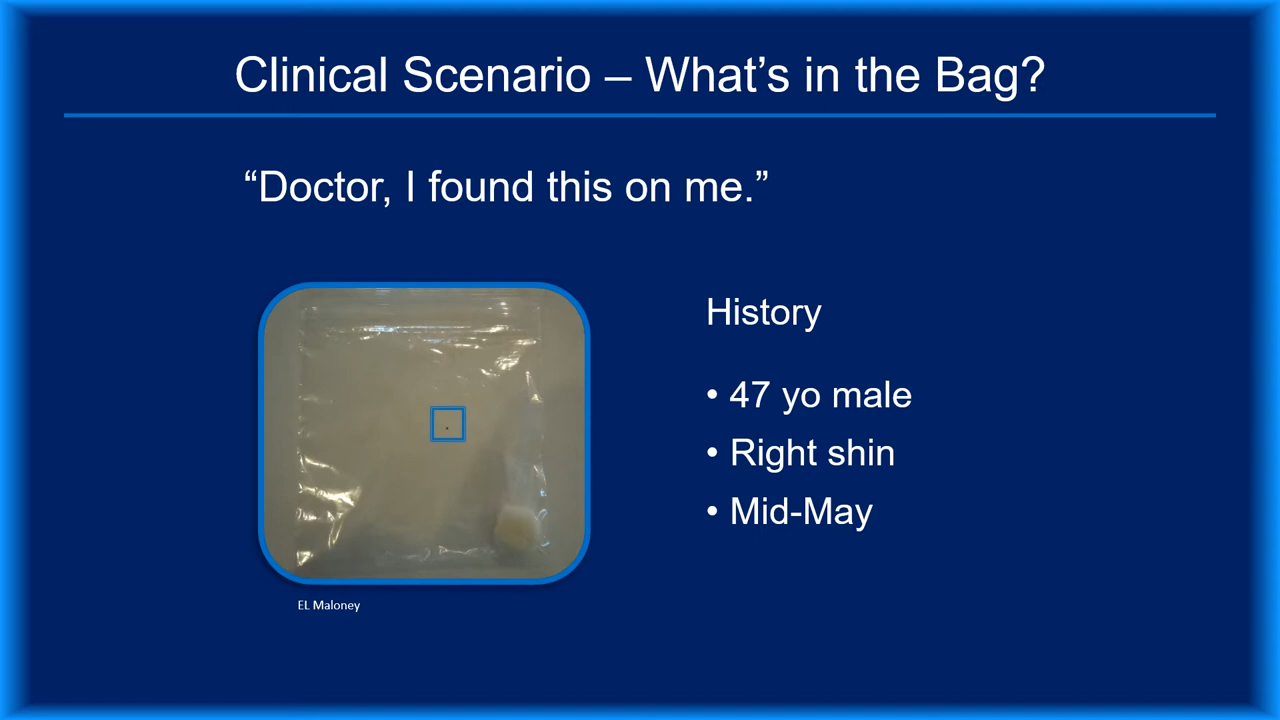 Clinical Scenario – What’s in the Bag?
“Doctor, I found this on me.”
History
• 47 yo male
• Right shin
• Mid-May
EL Maloney